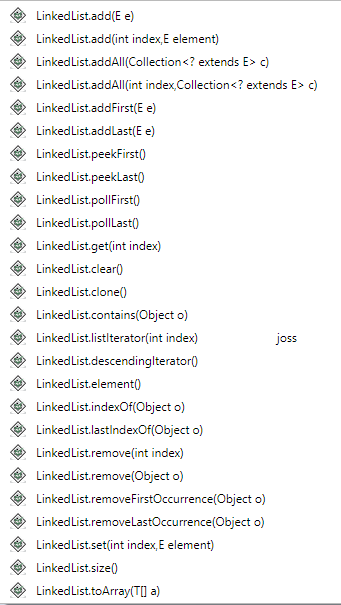 LinkedList.add(E e)
LinkedList.add(int index,E element)
LinkedList.addAll(Collection<? extends E> c)
LinkedList.addAll(int index,Collection<? extends E> c)
LinkedList.addFirst(E e)
LinkedList.addLast(E e)
LinkedList.peekFirst()
LinkedList.peekLast()
LinkedList.pollFirst()
LinkedList.pollLast()
LinkedList.get(int index)
LinkedList.clear()
LinkedList.clone()
LinkedList.contains(Object o)
LinkedList.listIterator(int index) joss
LinkedList.descendingIterator()
LinkedList.element()
LinkedList.indexOf(Object o)
LinkedList.lastIndexOf(Object o)
LinkedList.remove(int index)
LinkedList.remove(Object o)
LinkedList.removeFirstOccurrence(Object o)
LinkedList.removeLastOccurrence(Object o)
LinkedList.set(int index,E element)
LinkedList.size()
LinkedList.toArray(T[] a)